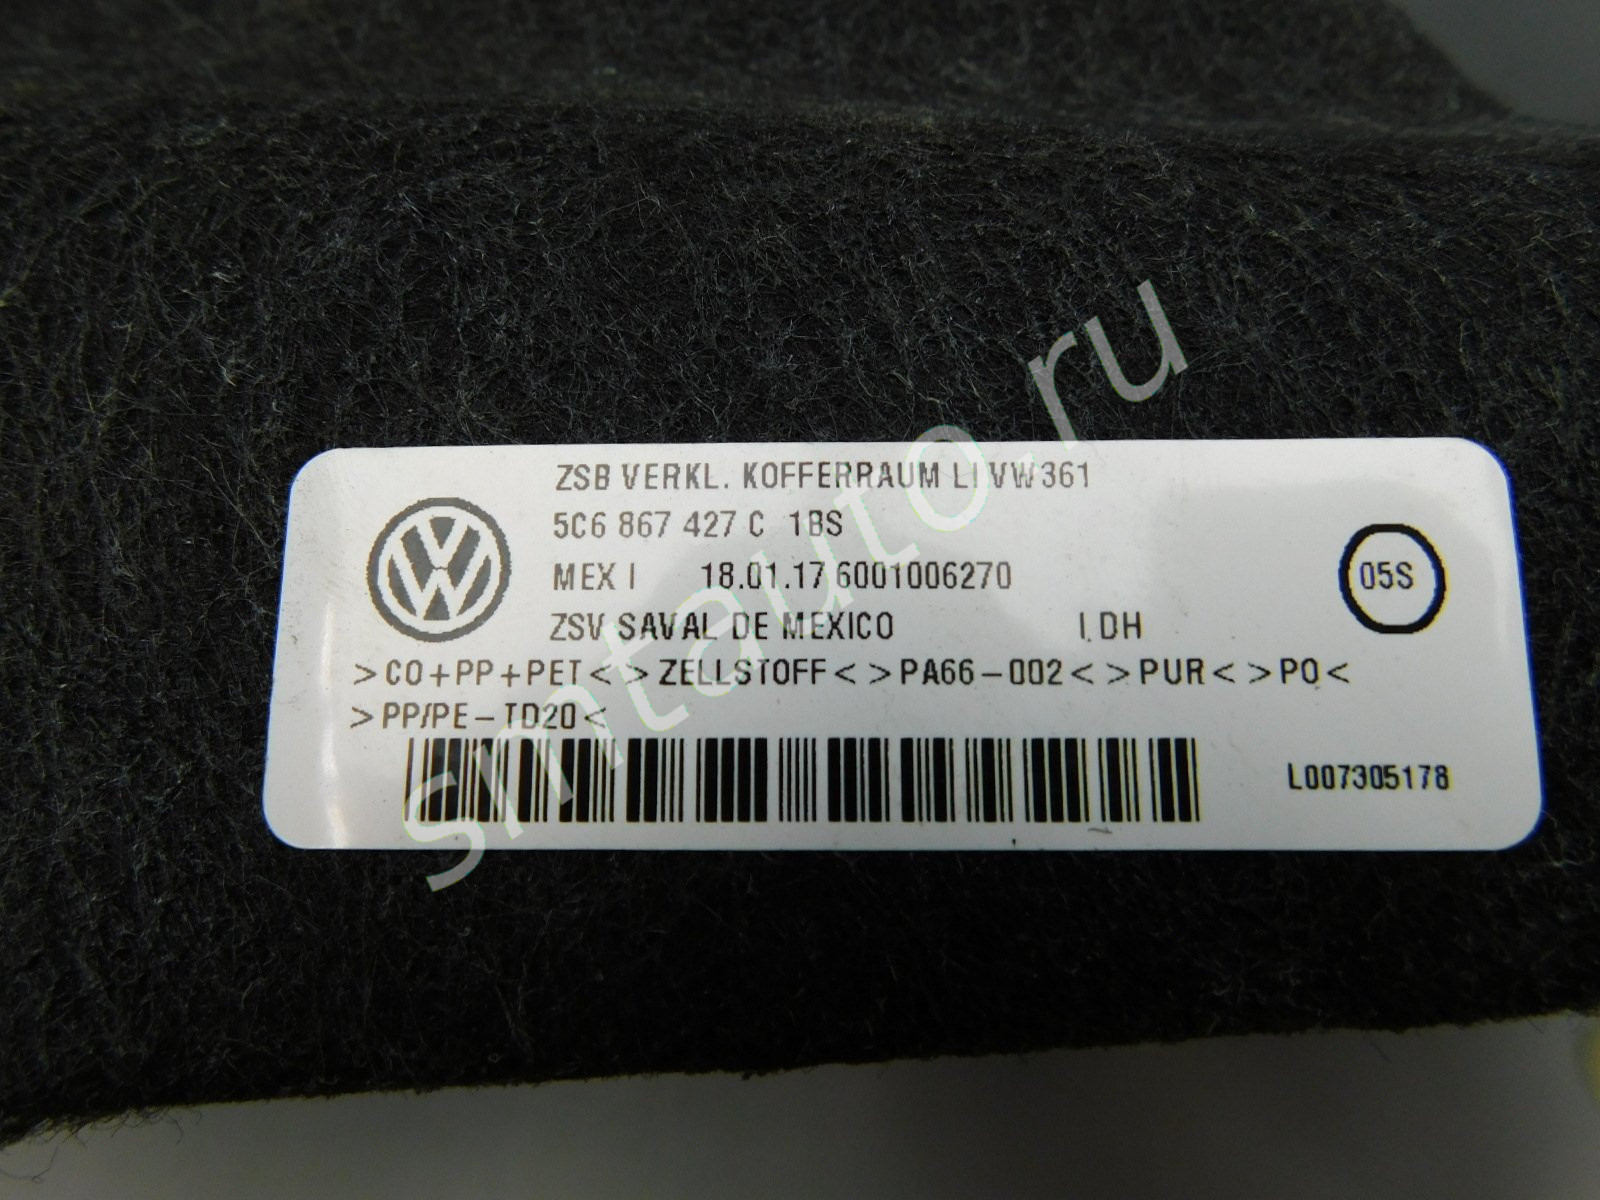 ZSB VERKL. KOFFERRAUM LI VW361
5C6 867 427 C 1BS
MEX I 18.01.17 6001006270
05S
ZSV SAVAL DE MEXICO I.DH
>CO+PP+PET< >ZELLSTOFF< >PA66-002< >PUR< >PO<
>PP/PE-TD20<
L007305178
smtauto.ru